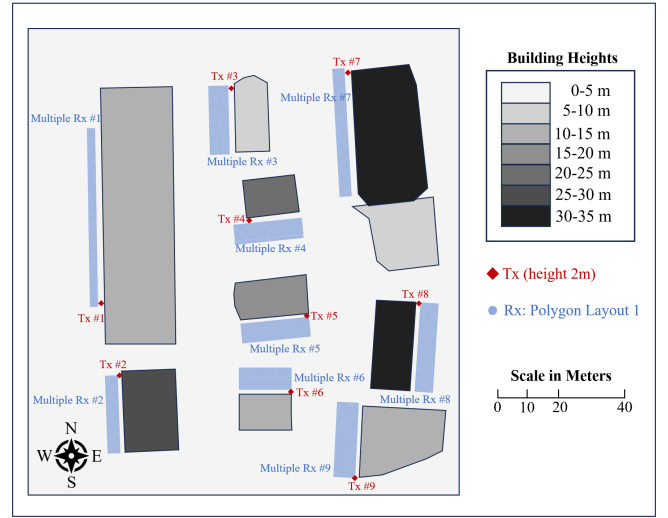 Tx #7
Tx #3
Multiple Rx
#7
Multiple Rx #1
Multiple Rx #3
Tx #4
Multiple Rx #4
Tx #1
Tx #8
Tx #5
Multiple Rx #5
Tx #2
Multiple Rx #6
Tx #6
Multiple Rx
#2
Multiple Rx
#8
N
W E
S
Multiple Rx
#9
Tx #9
Building Heights
0-5 m
5-10 m
10-15 m
15-20 m
20-25 m
25-30 m
30-35 m
Tx (height 2m)
Rx: Polygon Layout 1
Scale in Meters
0 10 20 40